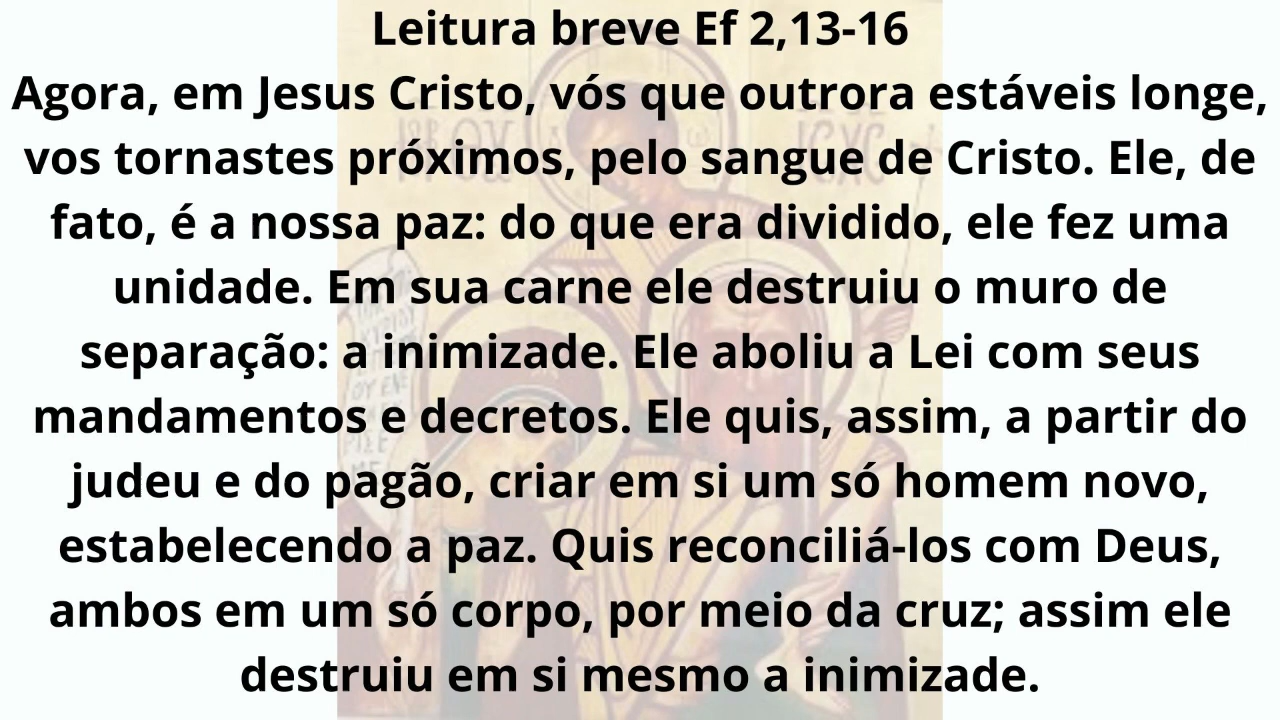 Leitura breve Ef 2,13-16
Agora, em Jesus Cristo, vós que outrora estáveis longe,
vos tornastes próximos, pelo sangue de Cristo. Ele, de
fato, é a nossa paz: do que era dividido, ele fez uma
unidade. Em sua carne ele destruiu o muro de
separação: a inimizade. Ele aboliu a Lei com seus
mandamentos e decretos. Ele quis, assim, a partir do
judeu e do pagão, criar em si um só homem novo,
estabelecendo a paz. Quis reconciliá-los com Deus,
ambos em um só corpo, por meio da cruz; assim ele
destruiu em si mesmo a inimizade.